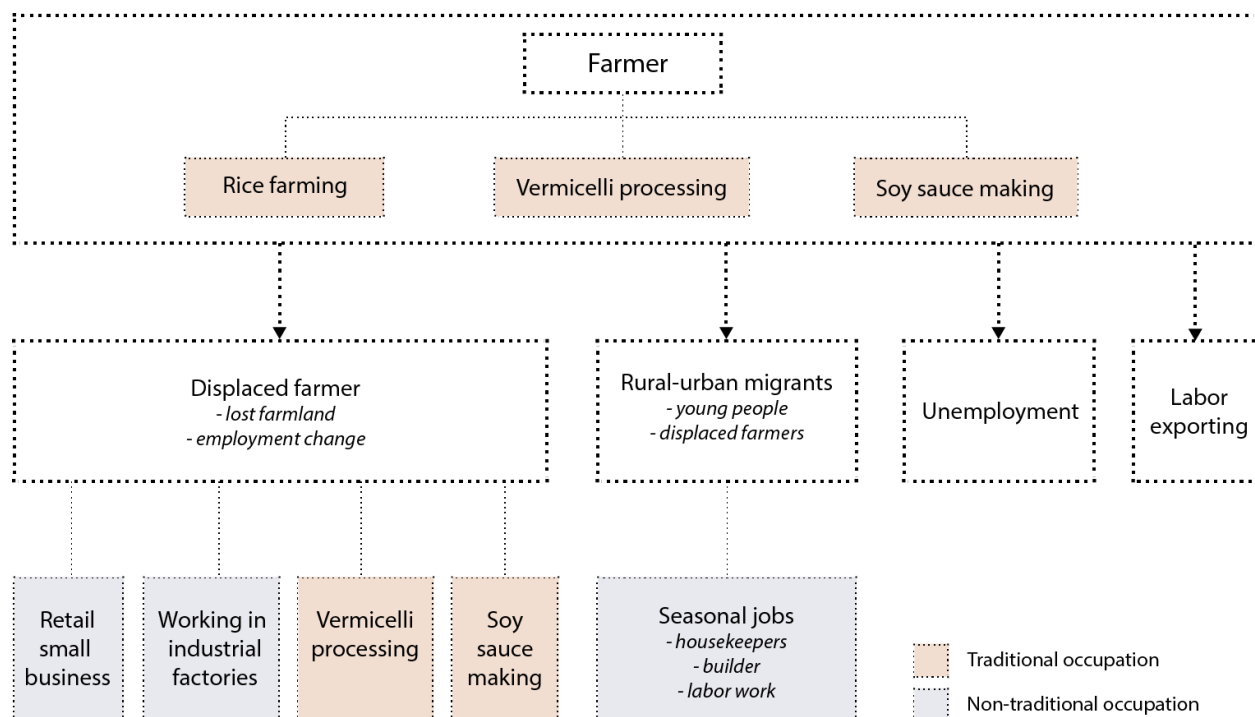 Farmer
Rice farming
Vermicelli processing
Soy sauce making
Displaced farmer
- lost farmland
- employment change
Rural-urban migrants
- young people
- displaced farmers
Unemployment
Labor
exporting
Retail
small
business
Working in
industrial
factories
Vermicelli
processing
Soy
sauce
making
Seasonal jobs
- housekeepers
- builder
- labor work
Traditional occupation
Non-traditional occupation